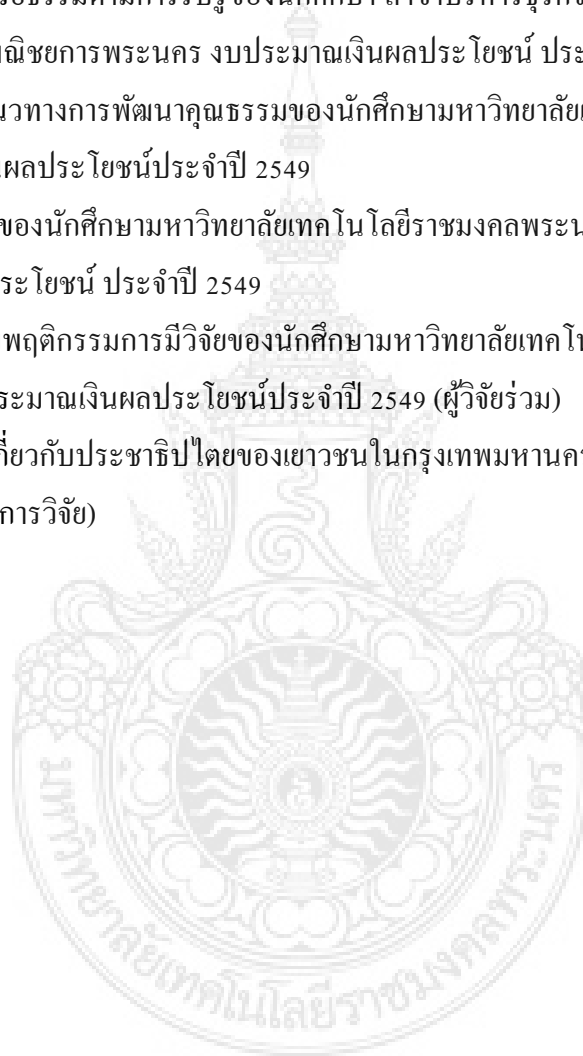 ณิชยการพระนคร งบประมาณเงินผลประโยชน์ ประ
นวทางการพัฒนาคุณธรรมของนักศึกษามหาวิทยาลัยเ
นผลประโยชน์ประจำปี 2549
ของนักศึกษามหาวิทยาลัยเทคโนโลยีราชมงคลพระน
ระโยชน์ ประจำปี 2549
พฤติกรรมการมีวิจัยของนักศึกษามหาวิทยาลัยเทคโน
ระมาณเงินผลประโยชน์ประจำปี 2549 (ผู้วิจัยร่วม)
กี่ยวกับประชาธิปไตยของเยาวชนในกรุงเทพมหานคร
การวิจัย)
มหาวิทยาลัยเทคโนโลยีราชมงคลพระนคร